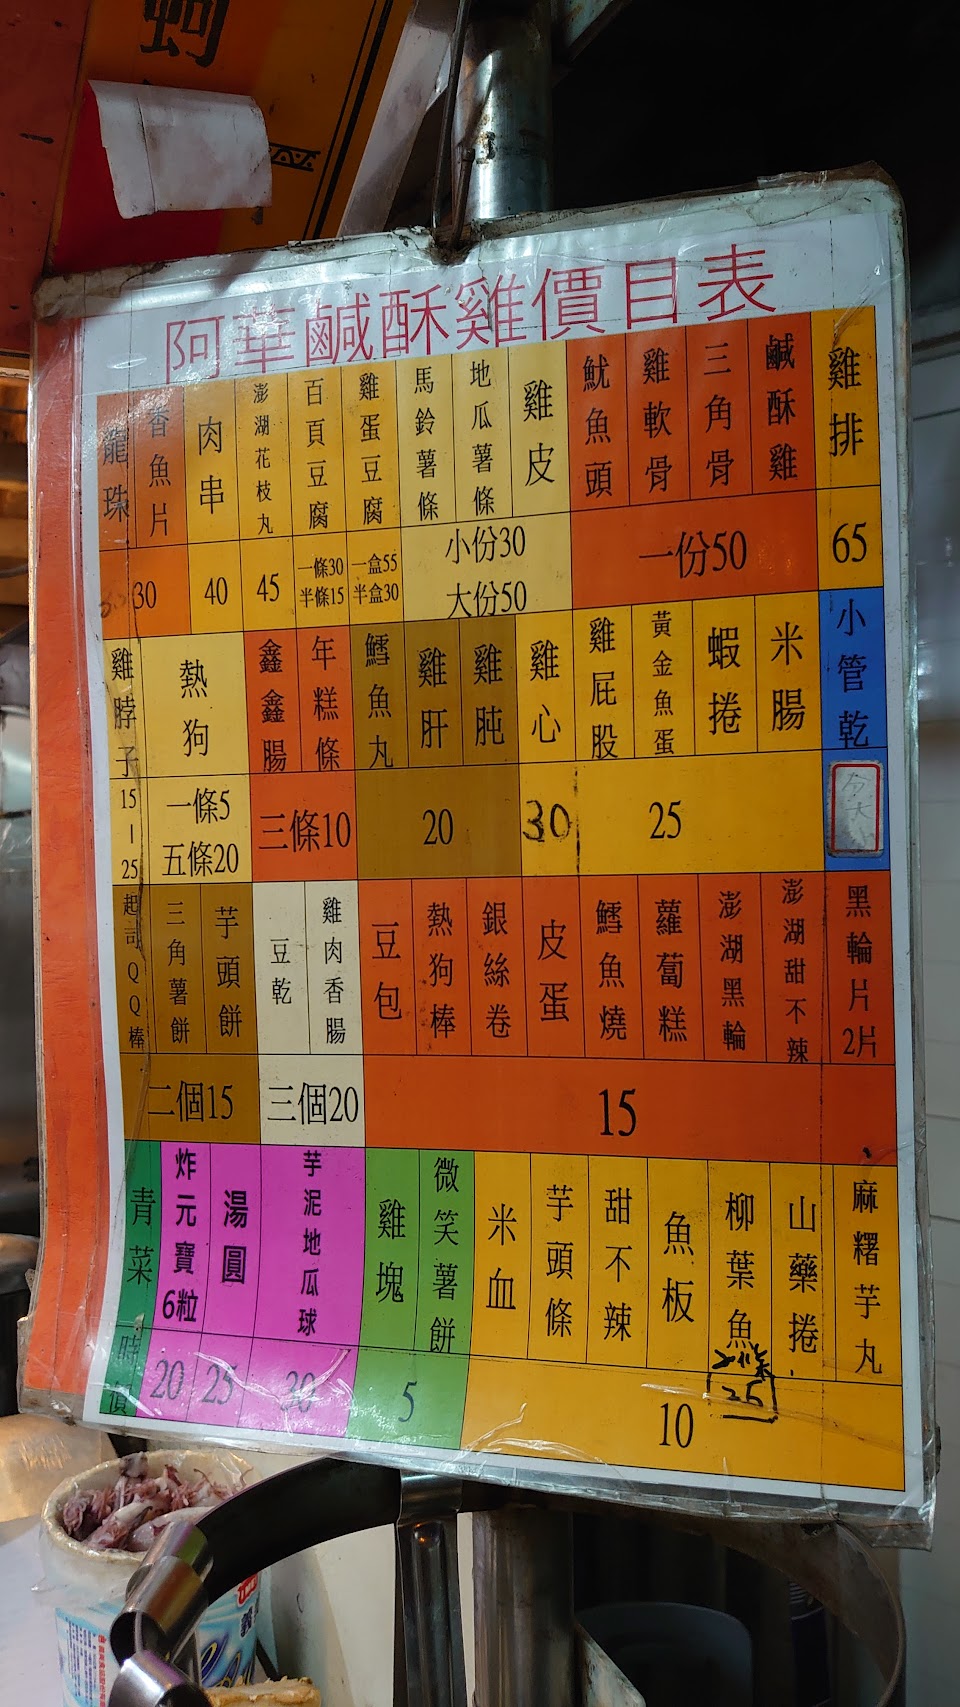 蚵
阿華鹹酥雞價目表
雞排
鹹酥雞
三角骨
雞軟骨
魷魚頭
雞皮
地瓜薯條
馬鈴薯條
雞蛋豆腐
百頁豆腐
澎湖花枝丸
肉串
香魚片
龍珠
65
一份50
小份30
大份50
一盒55
半盒30
一條30
半條15
45
40
30
小管乾
米腸
蝦捲
黃金魚蛋
雞屁股
雞心
雞肫
雞肝
鱈魚丸
年糕條
鑫鑫腸
熱狗
雞脖子
25
30
20
三條10
一條5
五條20
15
|
25
黑輪片2片
澎湖甜不辣
澎湖黑輪
蘿蔔糕
鱈魚燒
皮蛋
銀絲卷
熱狗棒
豆包
雞肉香腸
豆乾
芋頭餅
三角薯餅
起司QQ棒
15
三個20
二個15
麻糬芋丸
山藥捲
柳葉魚
魚板
甜不辣
芋頭條
米血
微笑薯餅
雞塊
芋泥地瓜球
湯圓
炸元寶6粒
青菜
10
5
30
25
20
時價